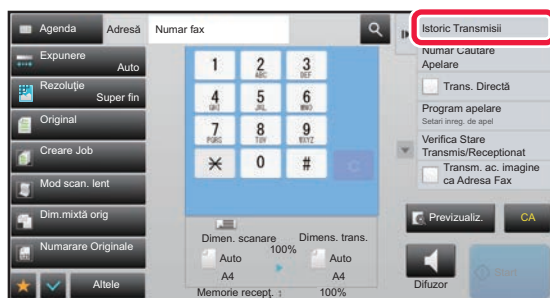 Agenda
Adresă
Numar fax
Expunere
Auto
Rezoluţie
Super fin
Original
Creare Job
Mod scan. lent
Dim.mixtă orig
Numarare Originale
Altele
1
2
ABC
3
DEF
4
GHI
5
JKL
6
MNO
7
PQRS
8
TUV
9
WXYZ
0
#
C
Dimen. scanare
100%
Dimens. trans.
Auto
A4
Auto
A4
Memorie recepţ. :
100%
Istoric Transmisii
Numar Cautare
Apelare
Trans. Directă
Program apelare
Setari inreg. de apel
Verifica Stare
Transmis/Receptionat
Transm. ac. imagine
ca Adresa Fax
Previzualiz.
CA
Difuzor
Start